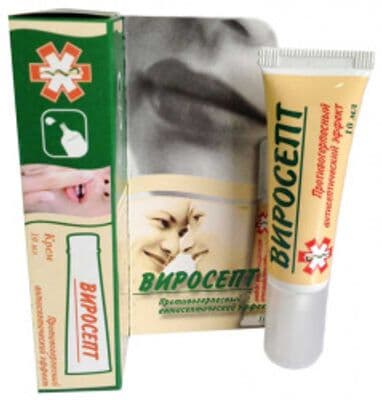 Крем
10 мл
ВИРОСЕПТ
Противогерпесный
антисептический эффект
ВИРОСЕПТ
Противогерпесный
антисептический эффект
ВИРОСЕПТ
Противогерпесный
антисептический эффект
10 мл